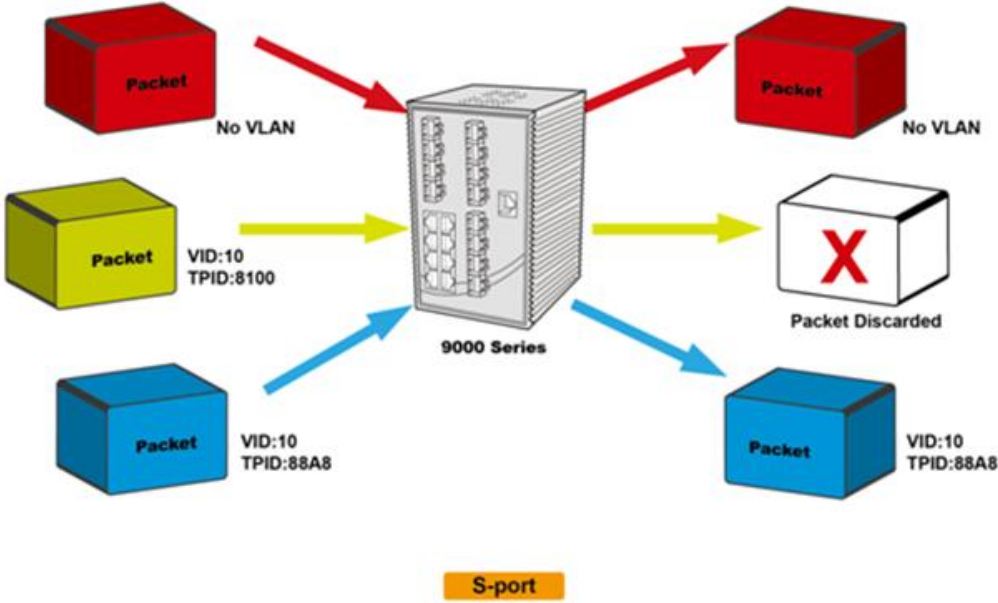 Packet
No VLAN
Packet
No VLAN
Packet
VID:10
TPID:8100
X
Packet Discarded
9000 Series
Packet
VID:10
TPID:88A8
Packet
VID:10
TPID:88A8
S-port